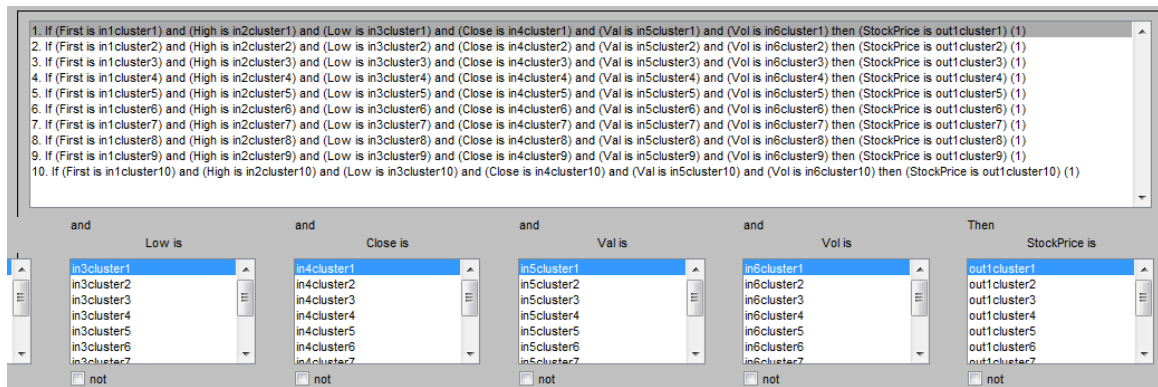 1. If (First is in1cluster1) and (High is in2cluster1) and (Low is in3cluster1) and (Close is in4cluster1) and (Val is in5cluster1) and (Vol is in6cluster1) then (StockPrice is out1cluster1) (1)
2. If (First is in1cluster2) and (High is in2cluster2) and (Low is in3cluster2) and (Close is in4cluster2) and (Val is in5cluster2) and (Vol is in6cluster2) then (StockPrice is out1cluster2) (1)
3. If (First is in1cluster3) and (High is in2cluster3) and (Low is in3cluster3) and (Close is in4cluster3) and (Val is in5cluster3) and (Vol is in6cluster3) then (StockPrice is out1cluster3) (1)
4. If (First is in1cluster4) and (High is in2cluster4) and (Low is in3cluster4) and (Close is in4cluster4) and (Val is in5cluster4) and (Vol is in6cluster4) then (StockPrice is out1cluster4) (1)
5. If (First is in1cluster5) and (High is in2cluster5) and (Low is in3cluster5) and (Close is in4cluster5) and (Val is in5cluster5) and (Vol is in6cluster5) then (StockPrice is out1cluster5) (1)
6. If (First is in1cluster6) and (High is in2cluster6) and (Low is in3cluster6) and (Close is in4cluster6) and (Val is in5cluster6) and (Vol is in6cluster6) then (StockPrice is out1cluster6) (1)
7. If (First is in1cluster7) and (High is in2cluster7) and (Low is in3cluster7) and (Close is in4cluster7) and (Val is in5cluster7) and (Vol is in6cluster7) then (StockPrice is out1cluster7) (1)
8. If (First is in1cluster8) and (High is in2cluster8) and (Low is in3cluster8) and (Close is in4cluster8) and (Val is in5cluster8) and (Vol is in6cluster8) then (StockPrice is out1cluster8) (1)
9. If (First is in1cluster9) and (High is in2cluster9) and (Low is in3cluster9) and (Close is in4cluster9) and (Val is in5cluster9) and (Vol is in6cluster9) then (StockPrice is out1cluster9) (1)
10. If (First is in1cluster10) and (High is in2cluster10) and (Low is in3cluster10) and (Close is in4cluster10) and (Val is in5cluster10) and (Vol is in6cluster10) then (StockPrice is out1cluster10) (1)
and and and and Then
Low is Close is Val is Vol is StockPrice is
in3cluster1 in4cluster1 in5cluster1 in6cluster1 out1cluster1
in3cluster2 in4cluster2 in5cluster2 in6cluster2 out1cluster2
in3cluster3 in4cluster3 in5cluster3 in6cluster3 out1cluster3
in3cluster4 in4cluster4 in5cluster4 in6cluster4 out1cluster4
in3cluster5 in4cluster5 in5cluster5 in6cluster5 out1cluster5
in3cluster6 in4cluster6 in5cluster6 in6cluster6 out1cluster6
in3cluster7 in4cluster7 in5cluster7 in6cluster7 out1cluster7
not not not not not